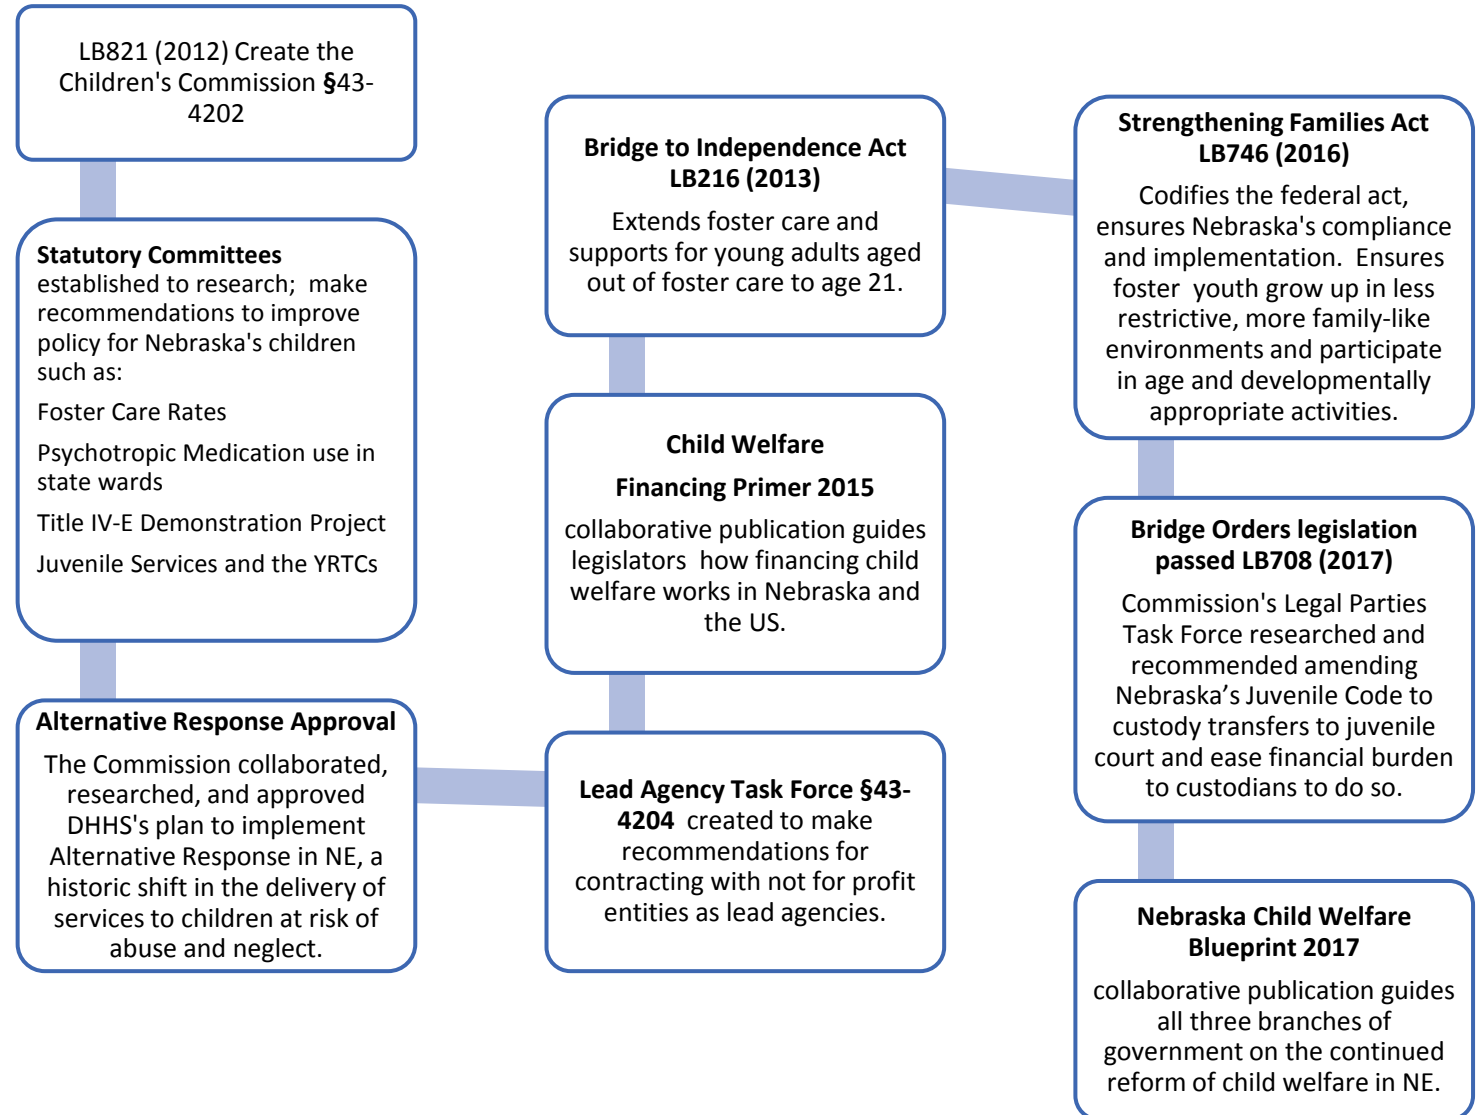 LB821 (2012) Create the
Children's Commission §43-
4202
Statutory Committees
established to research;  make
recommendations to improve
policy for Nebraska's children
such as:
Foster Care Rates
Psychotropic Medication use in
state wards
Title IV-E Demonstration Project
Juvenile Services and the YRTCs
Alternative Response Approval
The Commission collaborated,
researched, and approved
DHHS's plan to implement
Alternative Response in NE, a
historic shift in the delivery of
services to children at risk of
abuse and neglect.
Lead Agency Task Force §43-
4204  created to make
recommendations for
contracting with not for profit
entities as lead agencies.
Child Welfare
Financing Primer 2015
collaborative publication guides
legislators  how financing child
welfare works in Nebraska and
the US.
Bridge to Independence Act
LB216 (2013)
Extends foster care and
supports for young adults aged
out of foster care to age 21.
Strengthening Families Act
LB746 (2016)
Codifies the federal act,
ensures Nebraska's compliance
and implementation.  Ensures
foster  youth grow up in less
restrictive, more family-like
environments and participate
in age and developmentally
appropriate activities.
Bridge Orders legislation
passed LB708 (2017)
Commission's Legal Parties
Task Force researched and
recommended amending
Nebraska’s Juvenile Code to
custody transfers to juvenile
court and ease financial burden
to custodians to do so.
Nebraska Child Welfare
Blueprint 2017
collaborative publication guides
all three branches of
government on the continued
reform of child welfare in NE.